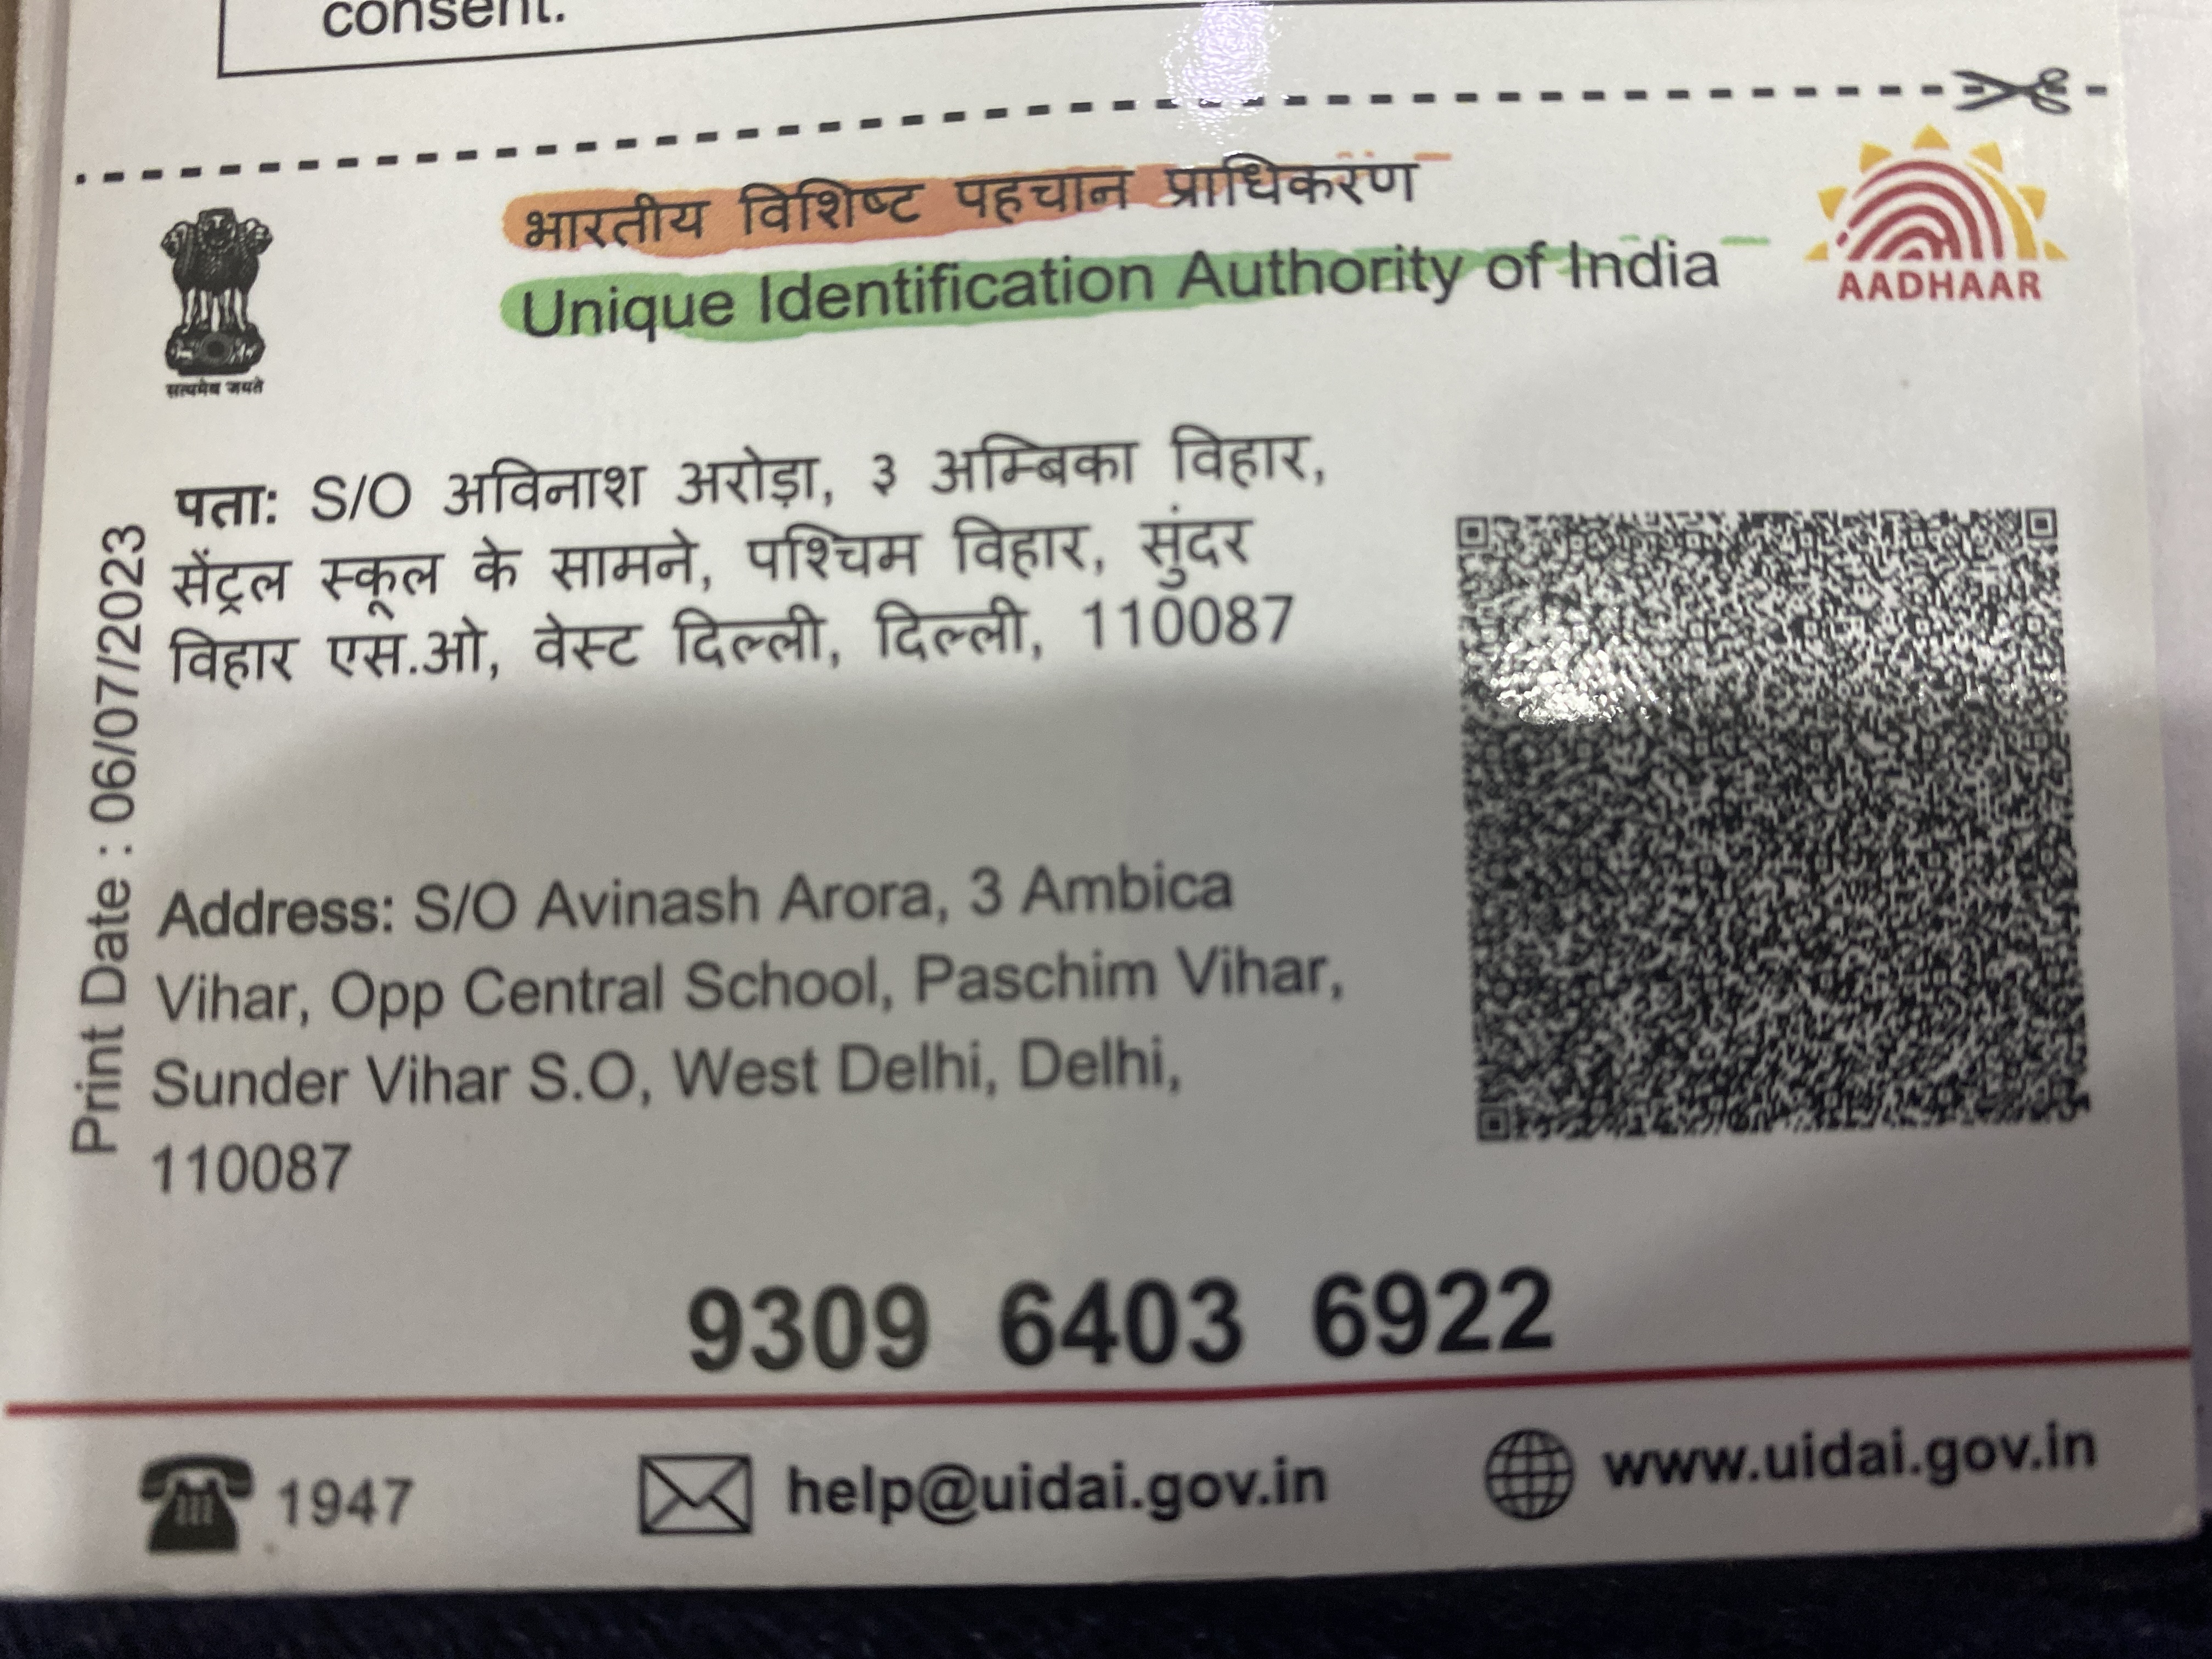 consent.
भारतीय विशिष्ट पहचान प्राधिकरण
Unique Identification Authority of India
AADHAAR
सत्यमेव जयते
पता: S/O अविनाश अरोड़ा, ३ अम्बिका विहार,
सेंट्रल स्कूल के सामने, पश्चिम विहार, सुंदर
विहार एस.ओ, वेस्ट दिल्ली, दिल्ली, 110087
Print Date : 06/07/2023
Address: S/O Avinash Arora, 3 Ambica
Vihar, Opp Central School, Paschim Vihar,
Sunder Vihar S.O, West Delhi, Delhi,
110087
9309 6403 6922
1947
help@uidai.gov.in
www.uidai.gov.in